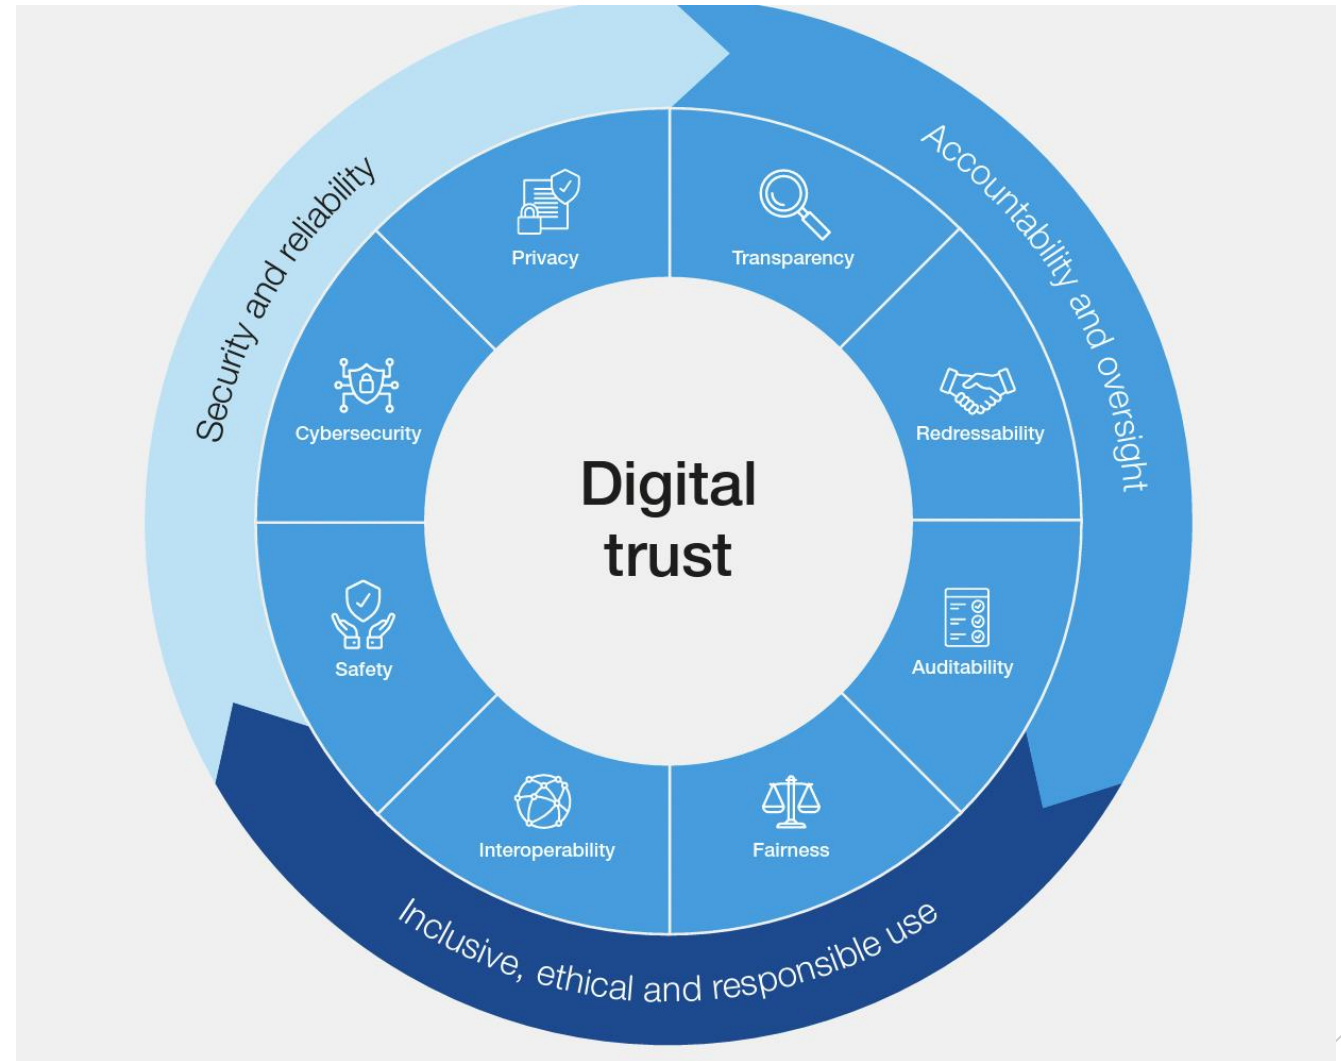 Security and reliability
Accountability and oversight
Privacy
Transparency
Cybersecurity
Redressability
Digital
trust
Safety
Auditability
Interoperability
Fairness
Inclusive, ethical and responsible use